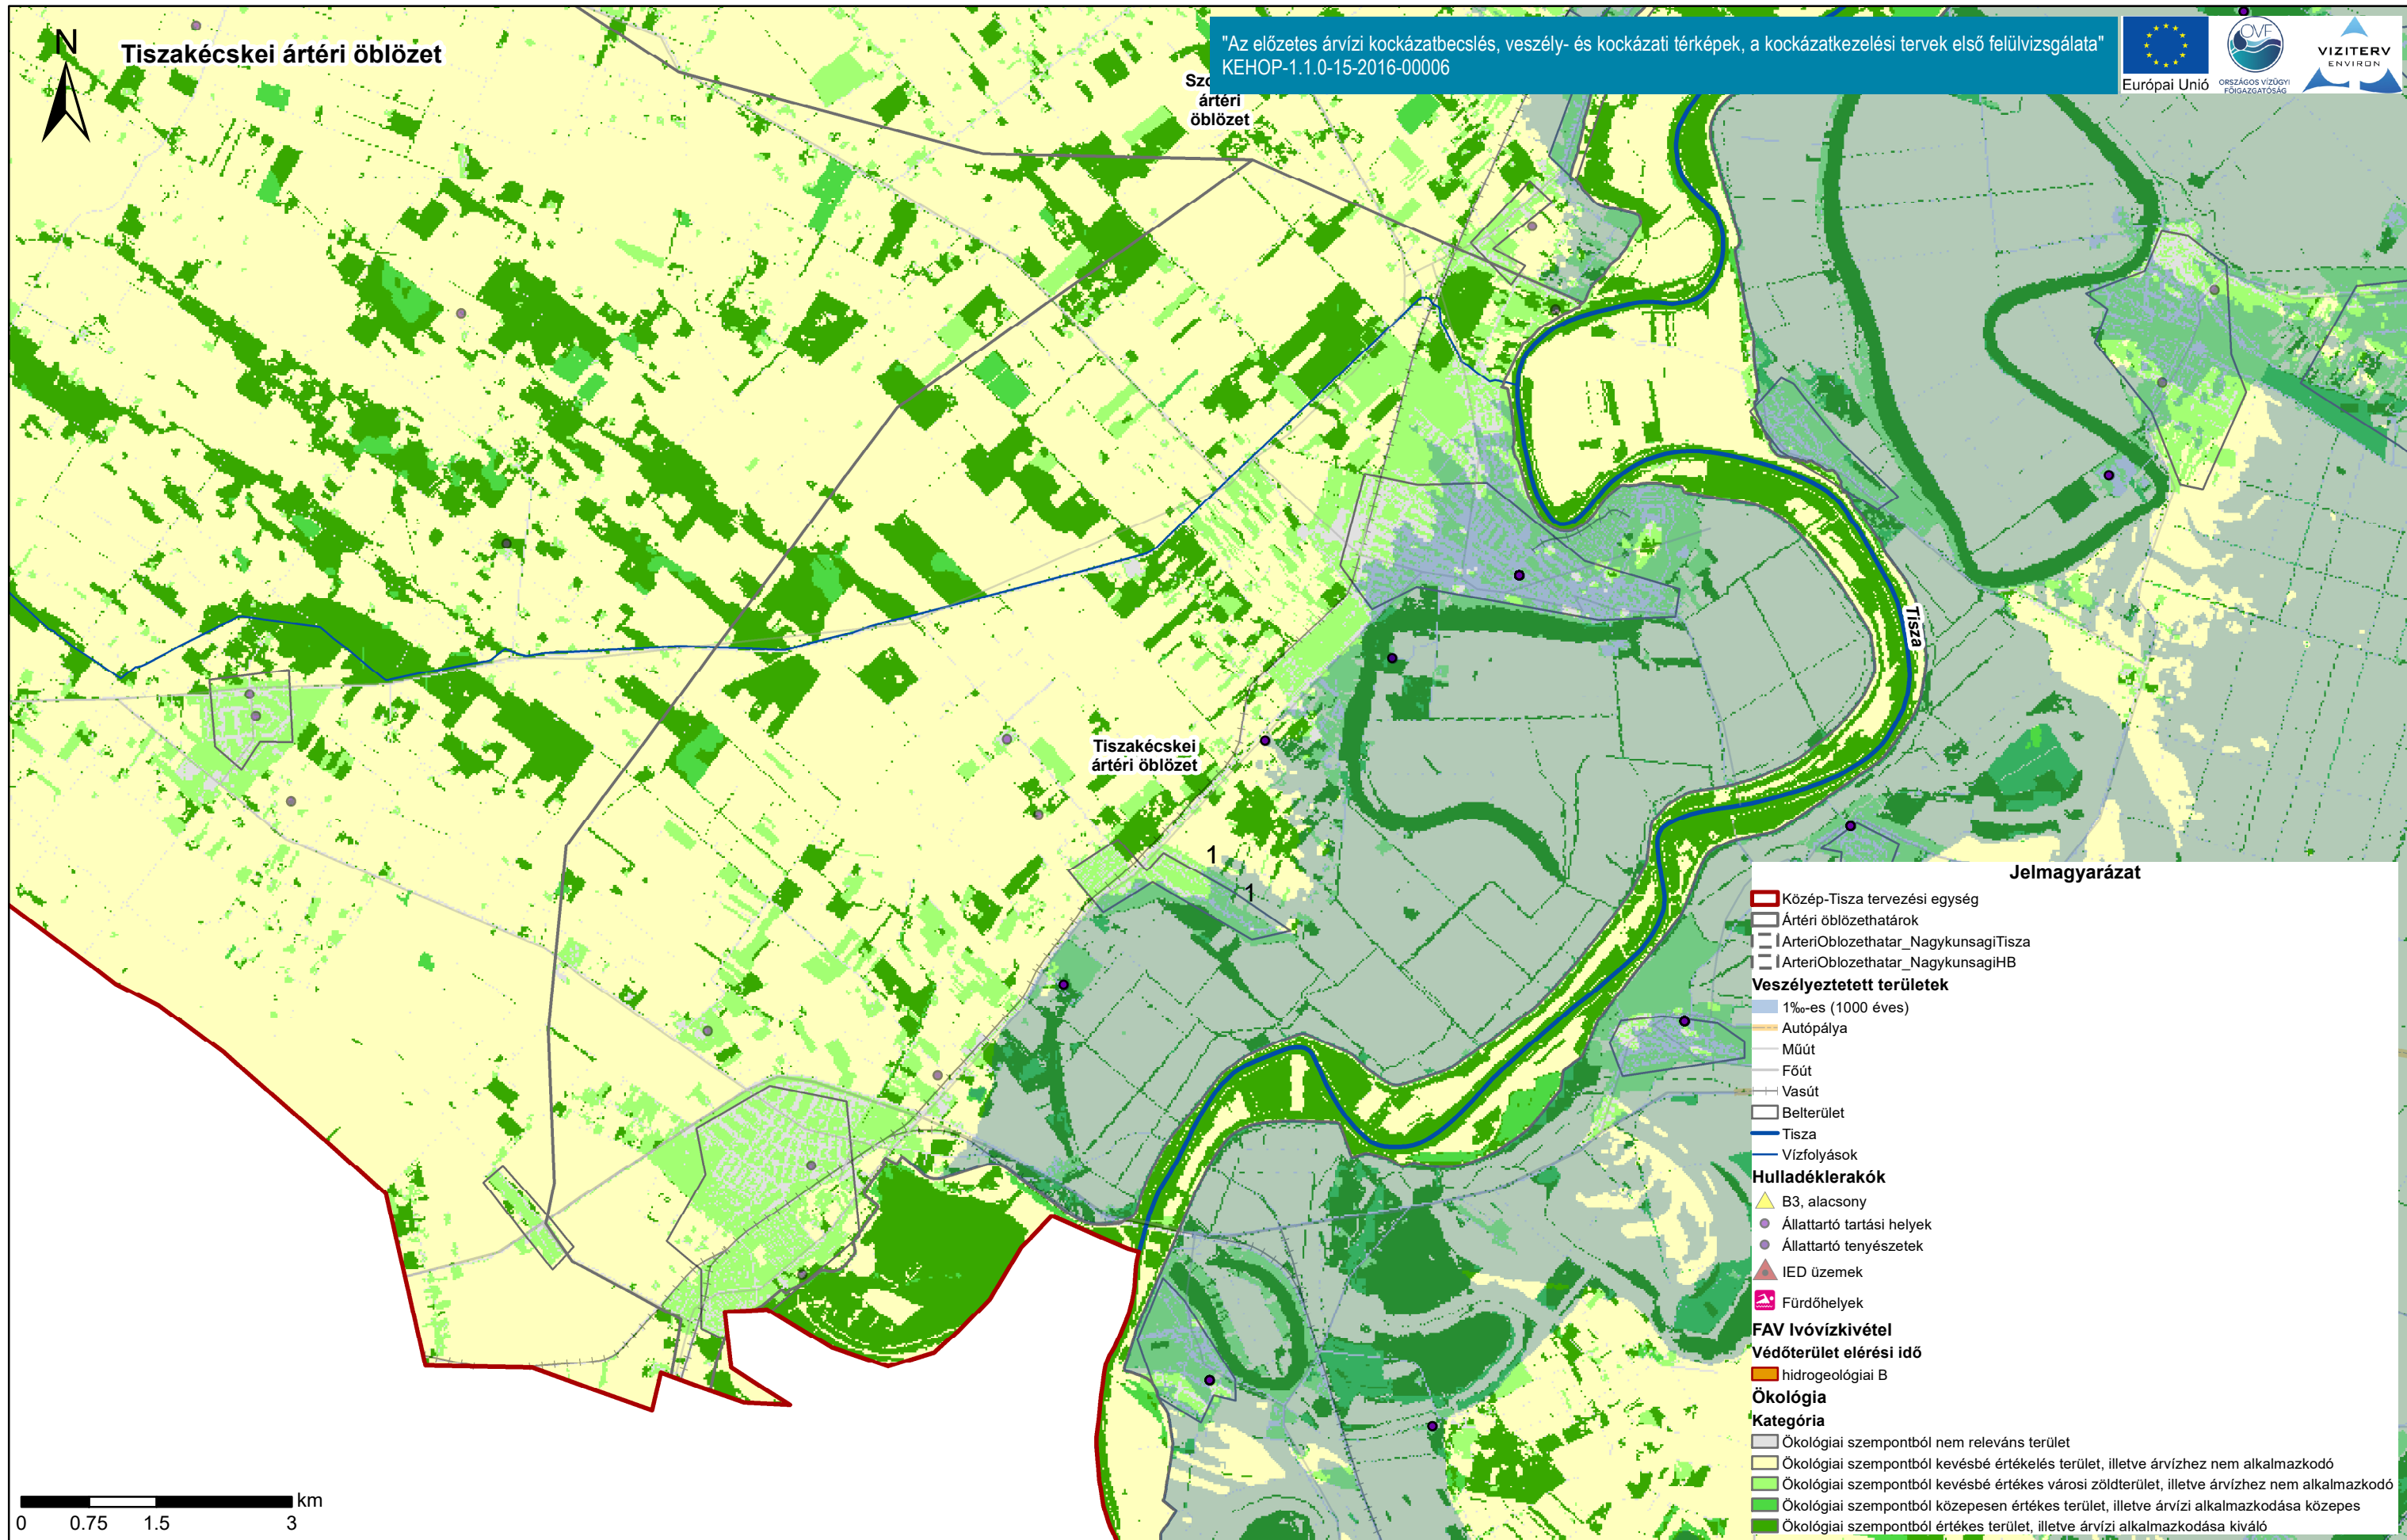 N
Tiszakécskei ártéri öblözet
"Az előzetes árvízi kockázatbecslés, veszély- és kockázati térképek, a kockázatkezelési tervek első felülvizsgálata"
KEHOP-1.1.0-15-2016-00006
Európai Unió
OVF
ORSZÁGOS VÍZÜGYI
FŐIGAZGATÓSÁG
VIZITERV
ENVIRON
ártéri
öblözet
Tisza
Tiszakécskei
ártéri öblözet
1
1
Jelmagyarázat
Közép-Tisza tervezési egység
Ártéri öblözethatárok
ArteriOblozethatar_NagykunsagiTisza
ArteriOblozethatar_NagykunsagiHB
Veszélyeztetett területek
1‰-es (1000 éves)
Autópálya
Műút
Főút
Vasút
Belterület
Tisza
Vízfolyások
Hulladéklerakók
B3, alacsony
Állattartó tartási helyek
Állattartó tenyészetek
IED üzemek
Fürdőhelyek
FAV Ivóvízkivétel
Védőterület elérési idő
hidrogeológiai B
Ökológia
Kategória
Ökológiai szempontból nem releváns terület
Ökológiai szempontból kevésbé értékelés terület, illetve árvízhez nem alkalmazkodó
Ökológiai szempontból kevésbé értékes városi zöldterület, illetve árvízhez nem alkalmazkodó
Ökológiai szempontból közepesen értékes terület, illetve árvízi alkalmazkodása közepes
Ökológiai szempontból értékes terület, illetve árvízi alkalmazkodása kiváló
km
0 0.75 1.5 3